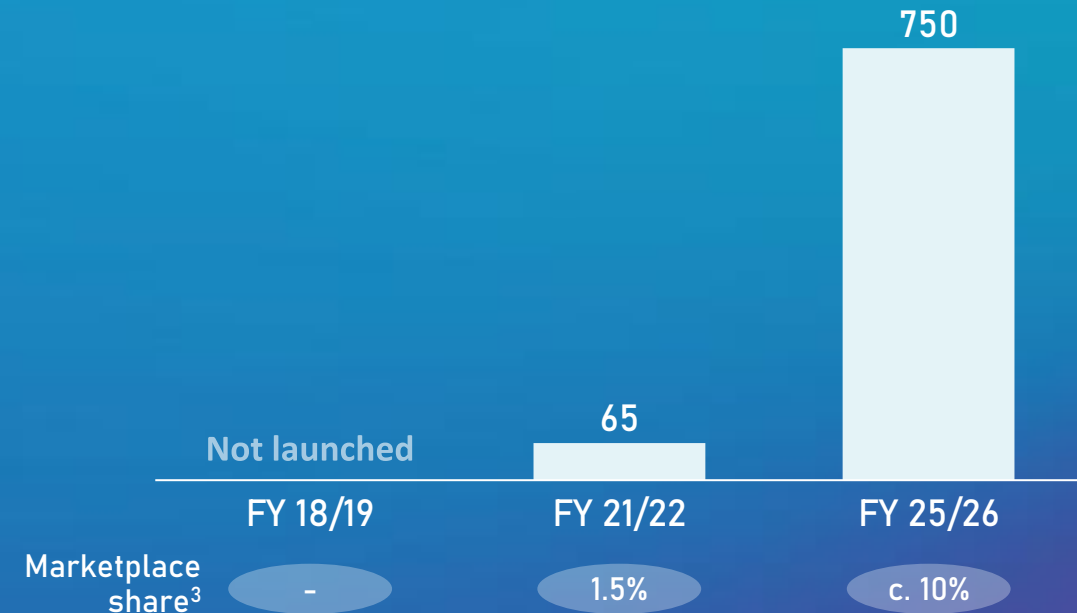 750
65
Not launched
FY 18/19 FY 21/22 FY 25/26
Marketplace
share³ - 1.5% c. 10%